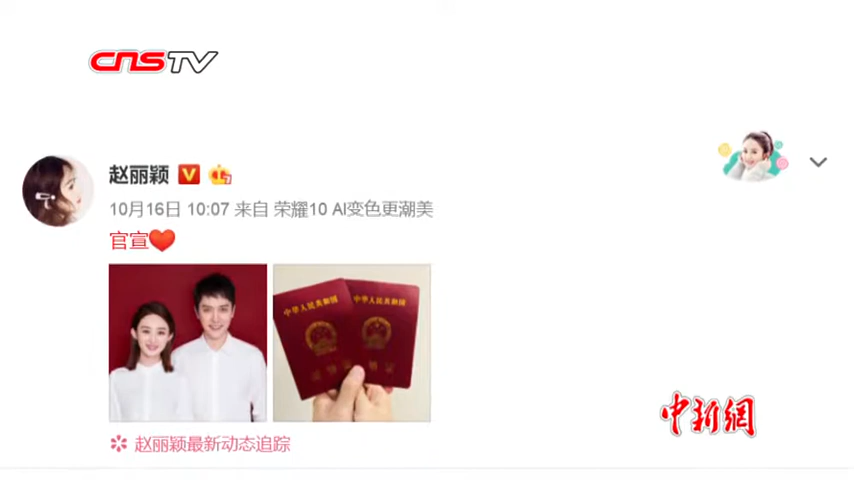 CNSTV
赵丽颖
10月16日 10:07 来自 荣耀10 AI变色更潮美
官宣
中华人民共和国
中华人民共和国
赵丽颖最新动态追踪
中新網